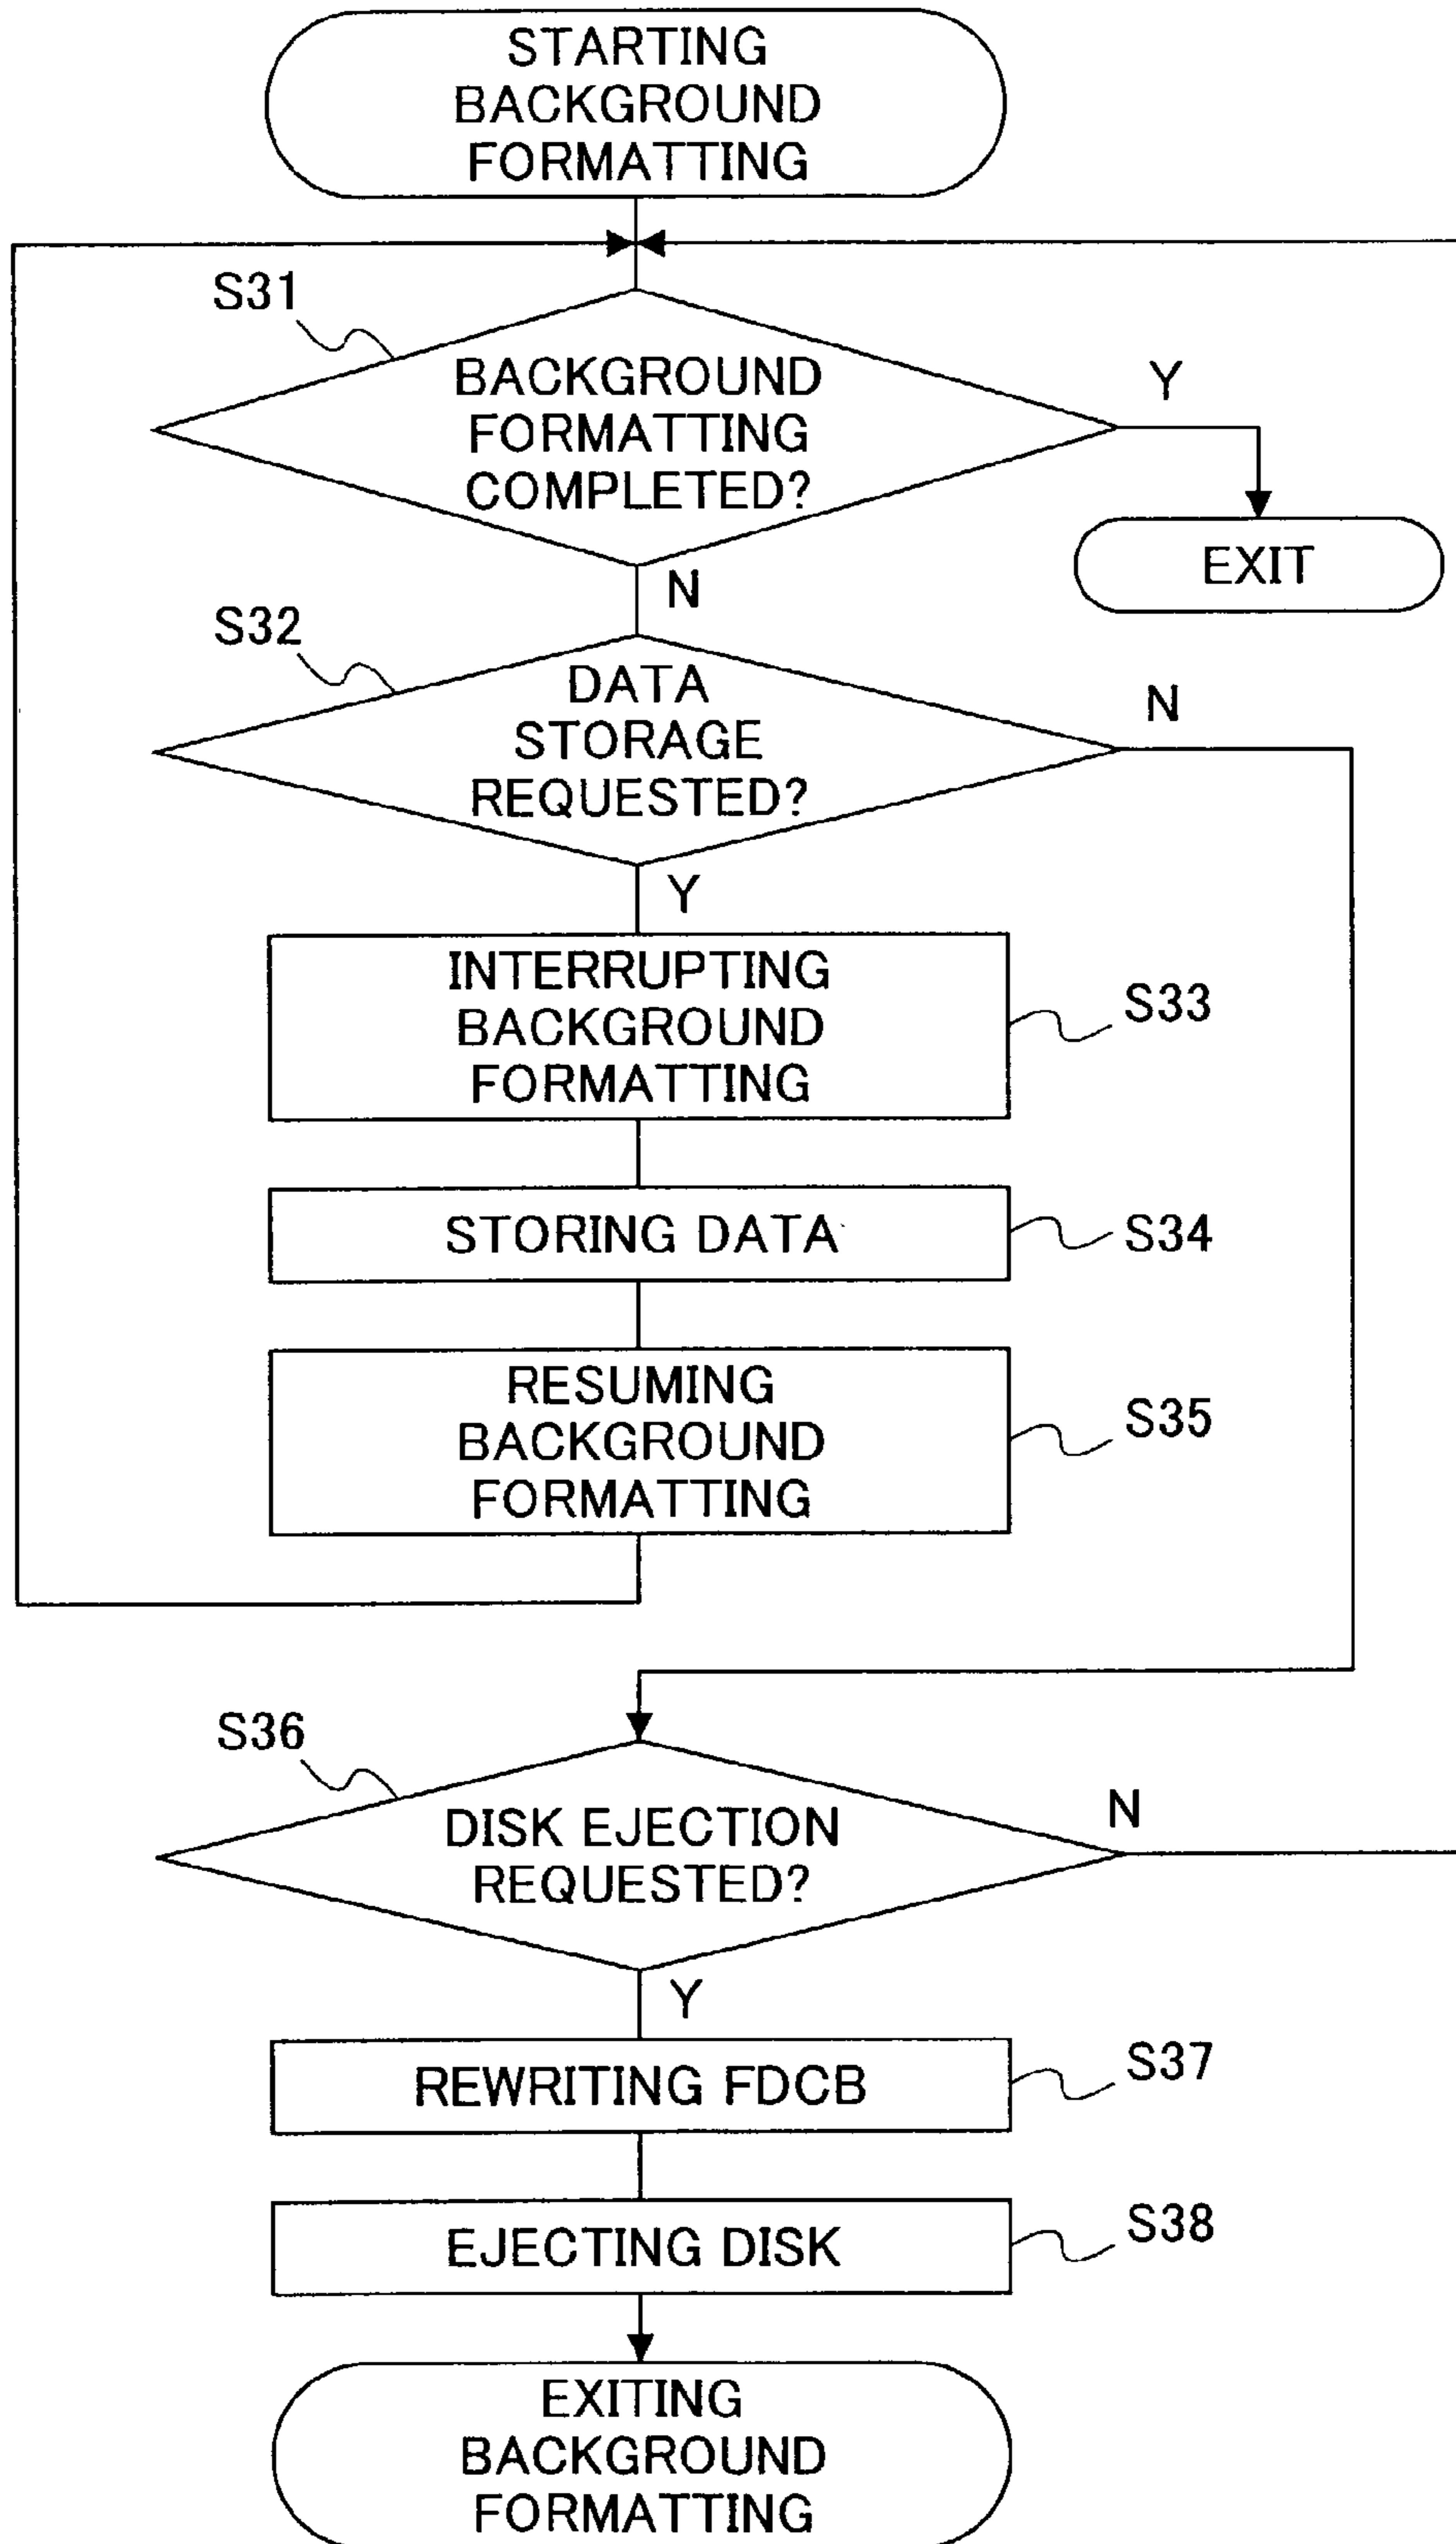 STARTING
BACKGROUND
FORMATTING
S31
BACKGROUND
FORMATTING
COMPLETED?
Y
EXIT
N
S32
DATA
STORAGE
REQUESTED?
N
Y
INTERRUPTING
BACKGROUND
FORMATTING
S33
STORING DATA
S34
RESUMING
BACKGROUND
FORMATTING
S35
S36
DISK EJECTION
REQUESTED?
N
Y
REWRITING FDCB
S37
EJECTING DISK
S38
EXITING
BACKGROUND
FORMATTING